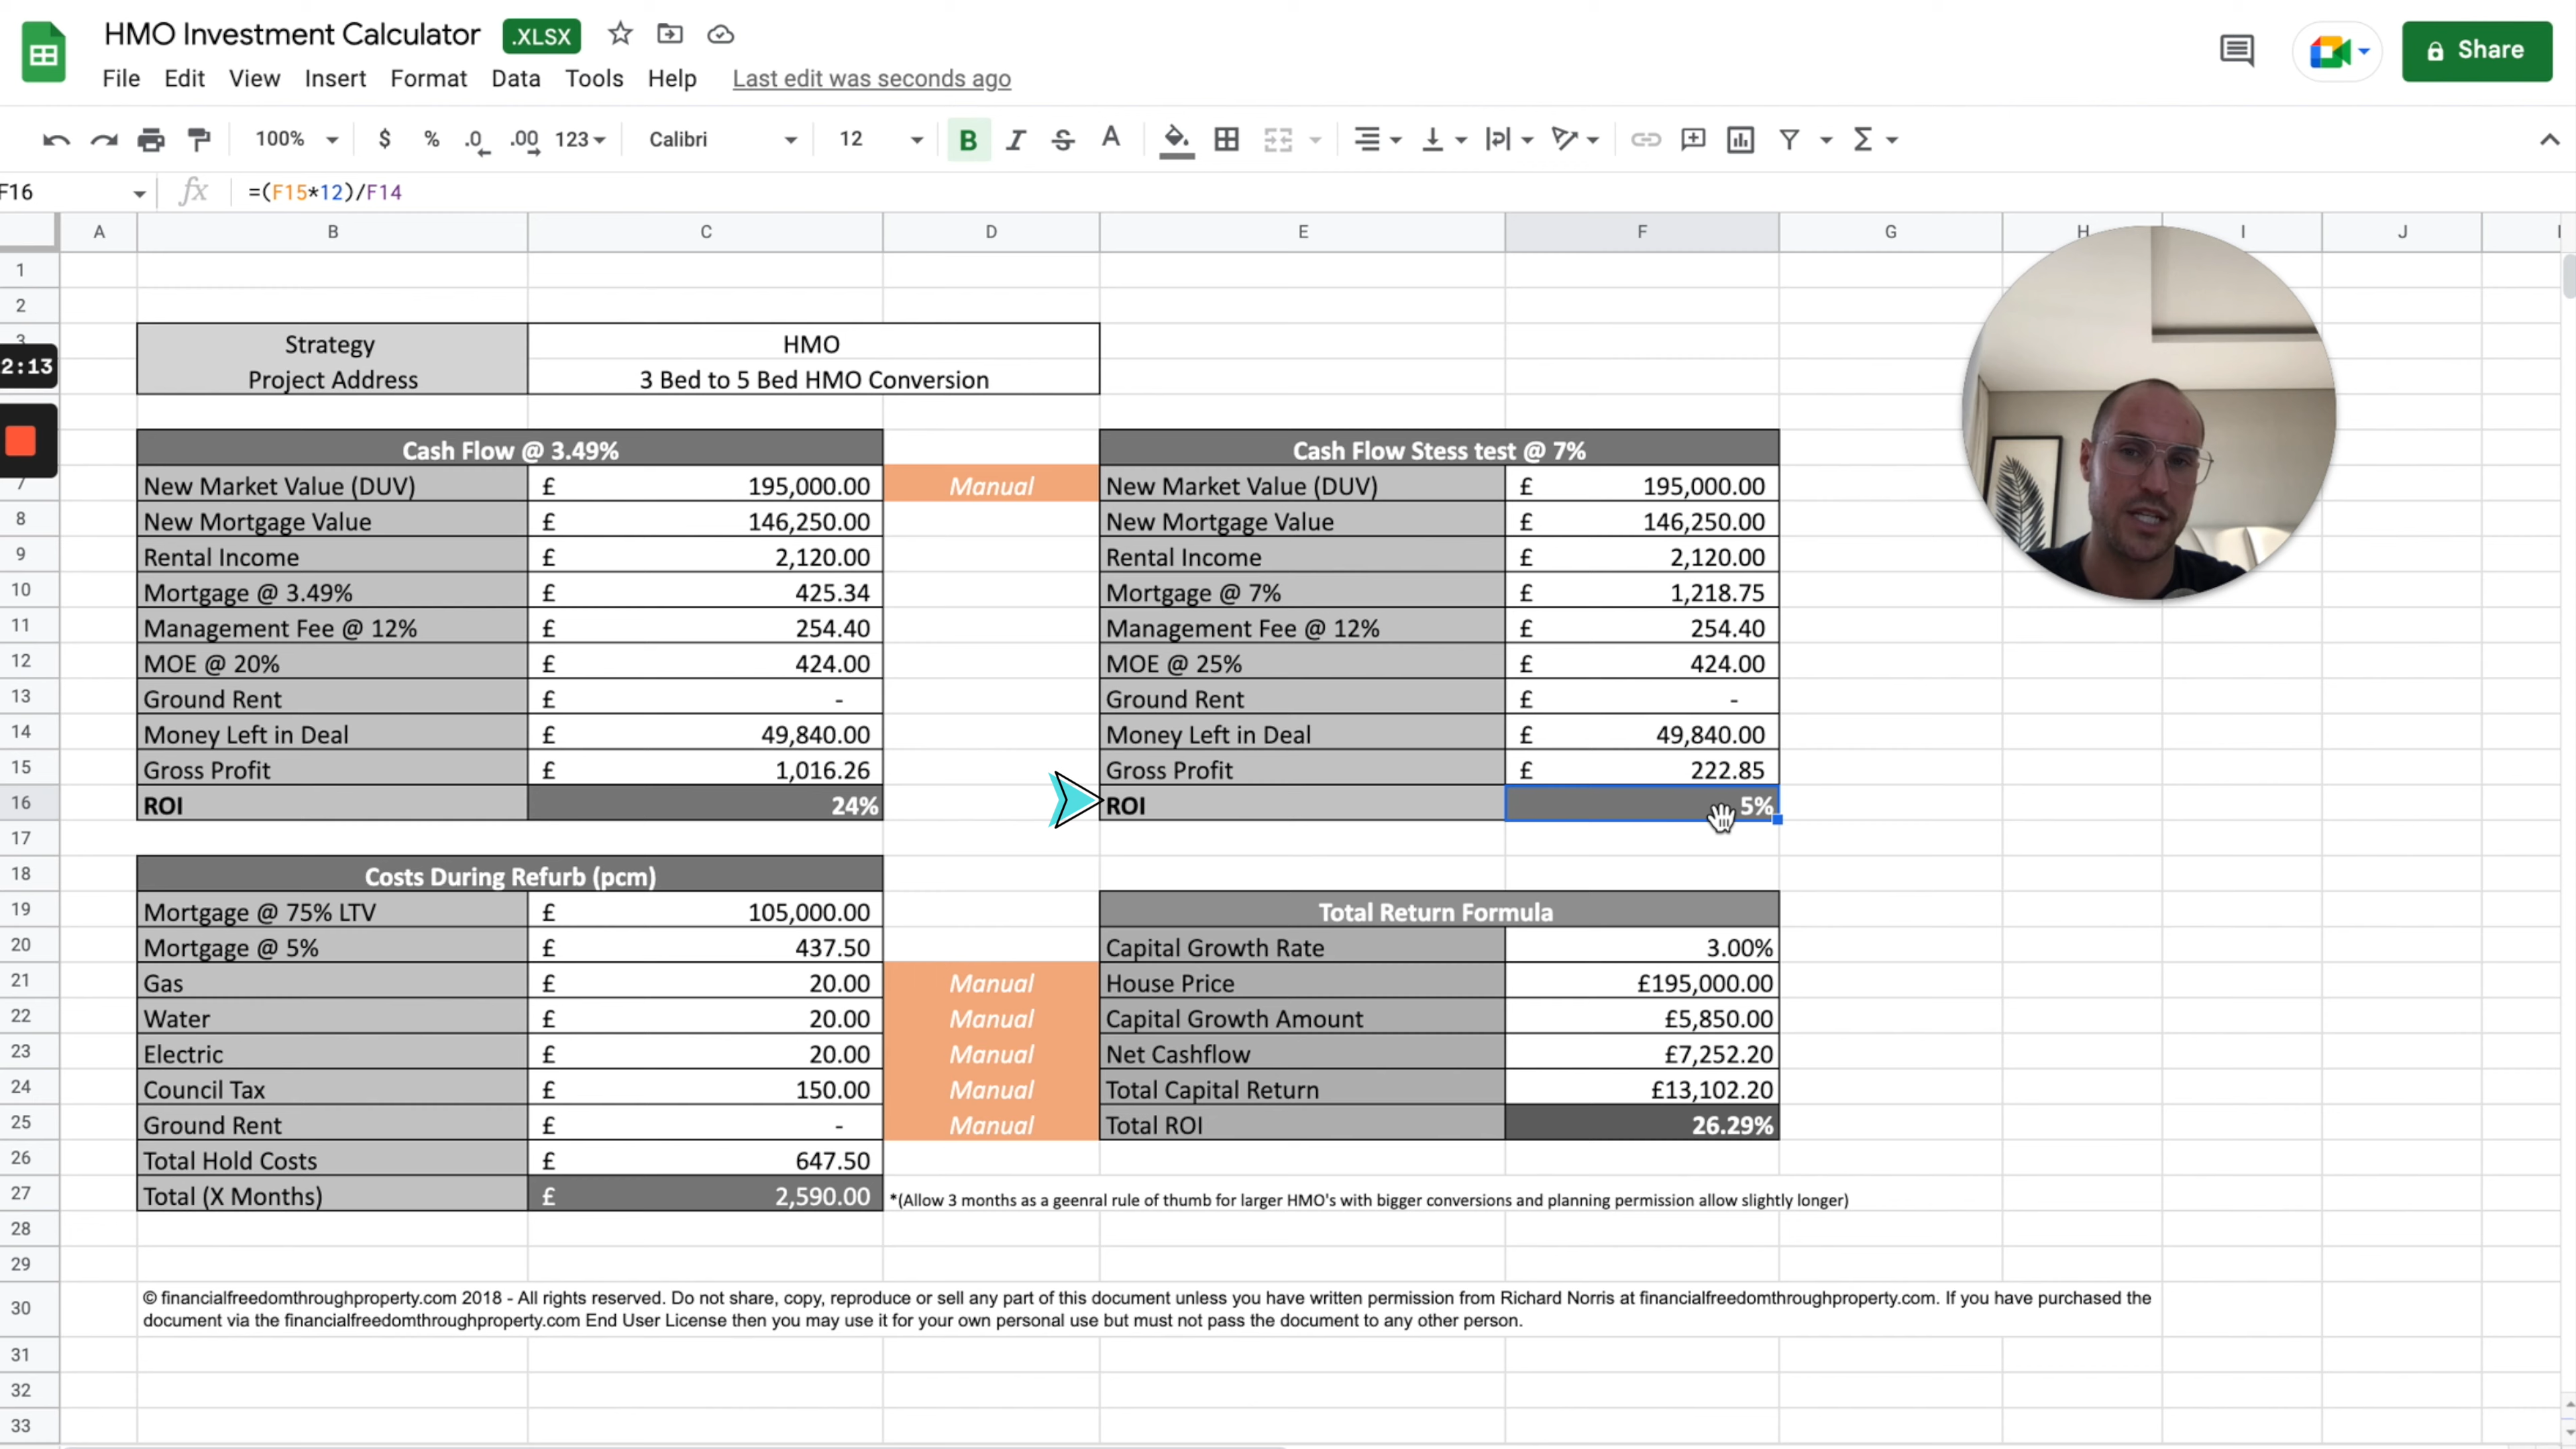 HMO Investment Calculator .XLSX
File Edit View Insert Format Data Tools Help Last edit was seconds ago
Share
100% $ % .0 .00 123 Calibri 12 B I S A
F16 fx =(F15*12)/F14
A B C D E F G H I J
1
2
3 Strategy HMO
2:13
Project Address 3 Bed to 5 Bed HMO Conversion
Cash Flow @ 3.49% Cash Flow Stess test @ 7%
7 New Market Value (DUV) £ 195,000.00 Manual New Market Value (DUV) £ 195,000.00
8 New Mortgage Value £ 146,250.00 New Mortgage Value £ 146,250.00
9 Rental Income £ 2,120.00 Rental Income £ 2,120.00
10 Mortgage @ 3.49% £ 425.34 Mortgage @ 7% £ 1,218.75
11 Management Fee @ 12% £ 254.40 Management Fee @ 12% £ 254.40
12 MOE @ 20% £ 424.00 MOE @ 25% £ 424.00
13 Ground Rent £ - Ground Rent £ -
14 Money Left in Deal £ 49,840.00 Money Left in Deal £ 49,840.00
15 Gross Profit £ 1,016.26 Gross Profit £ 222.85
16 ROI 24% ROI 5%
17
18 Costs During Refurb (pcm)
19 Mortgage @ 75% LTV £ 105,000.00 Total Return Formula
20 Mortgage @ 5% £ 437.50 Capital Growth Rate 3.00%
21 Gas £ 20.00 Manual House Price £195,000.00
22 Water £ 20.00 Manual Capital Growth Amount £5,850.00
23 Electric £ 20.00 Manual Net Cashflow £7,252.20
24 Council Tax £ 150.00 Manual Total Capital Return £13,102.20
25 Ground Rent £ - Manual Total ROI 26.29%
26 Total Hold Costs £ 647.50
27 Total (X Months) £ 2,590.00 *(Allow 3 months as a geenral rule of thumb for larger HMO's with bigger conversions and planning permission allow slightly longer)
28
29
30 © financialfreedomthroughproperty.com 2018 - All rights reserved. Do not share, copy, reproduce or sell any part of this document unless you have written permission from Richard Norris at financialfreedomthroughproperty.com. If you have purchased the
document via the financialfreedomthroughproperty.com End User License then you may use it for your own personal use but must not pass the document to any other person.
31
32
33